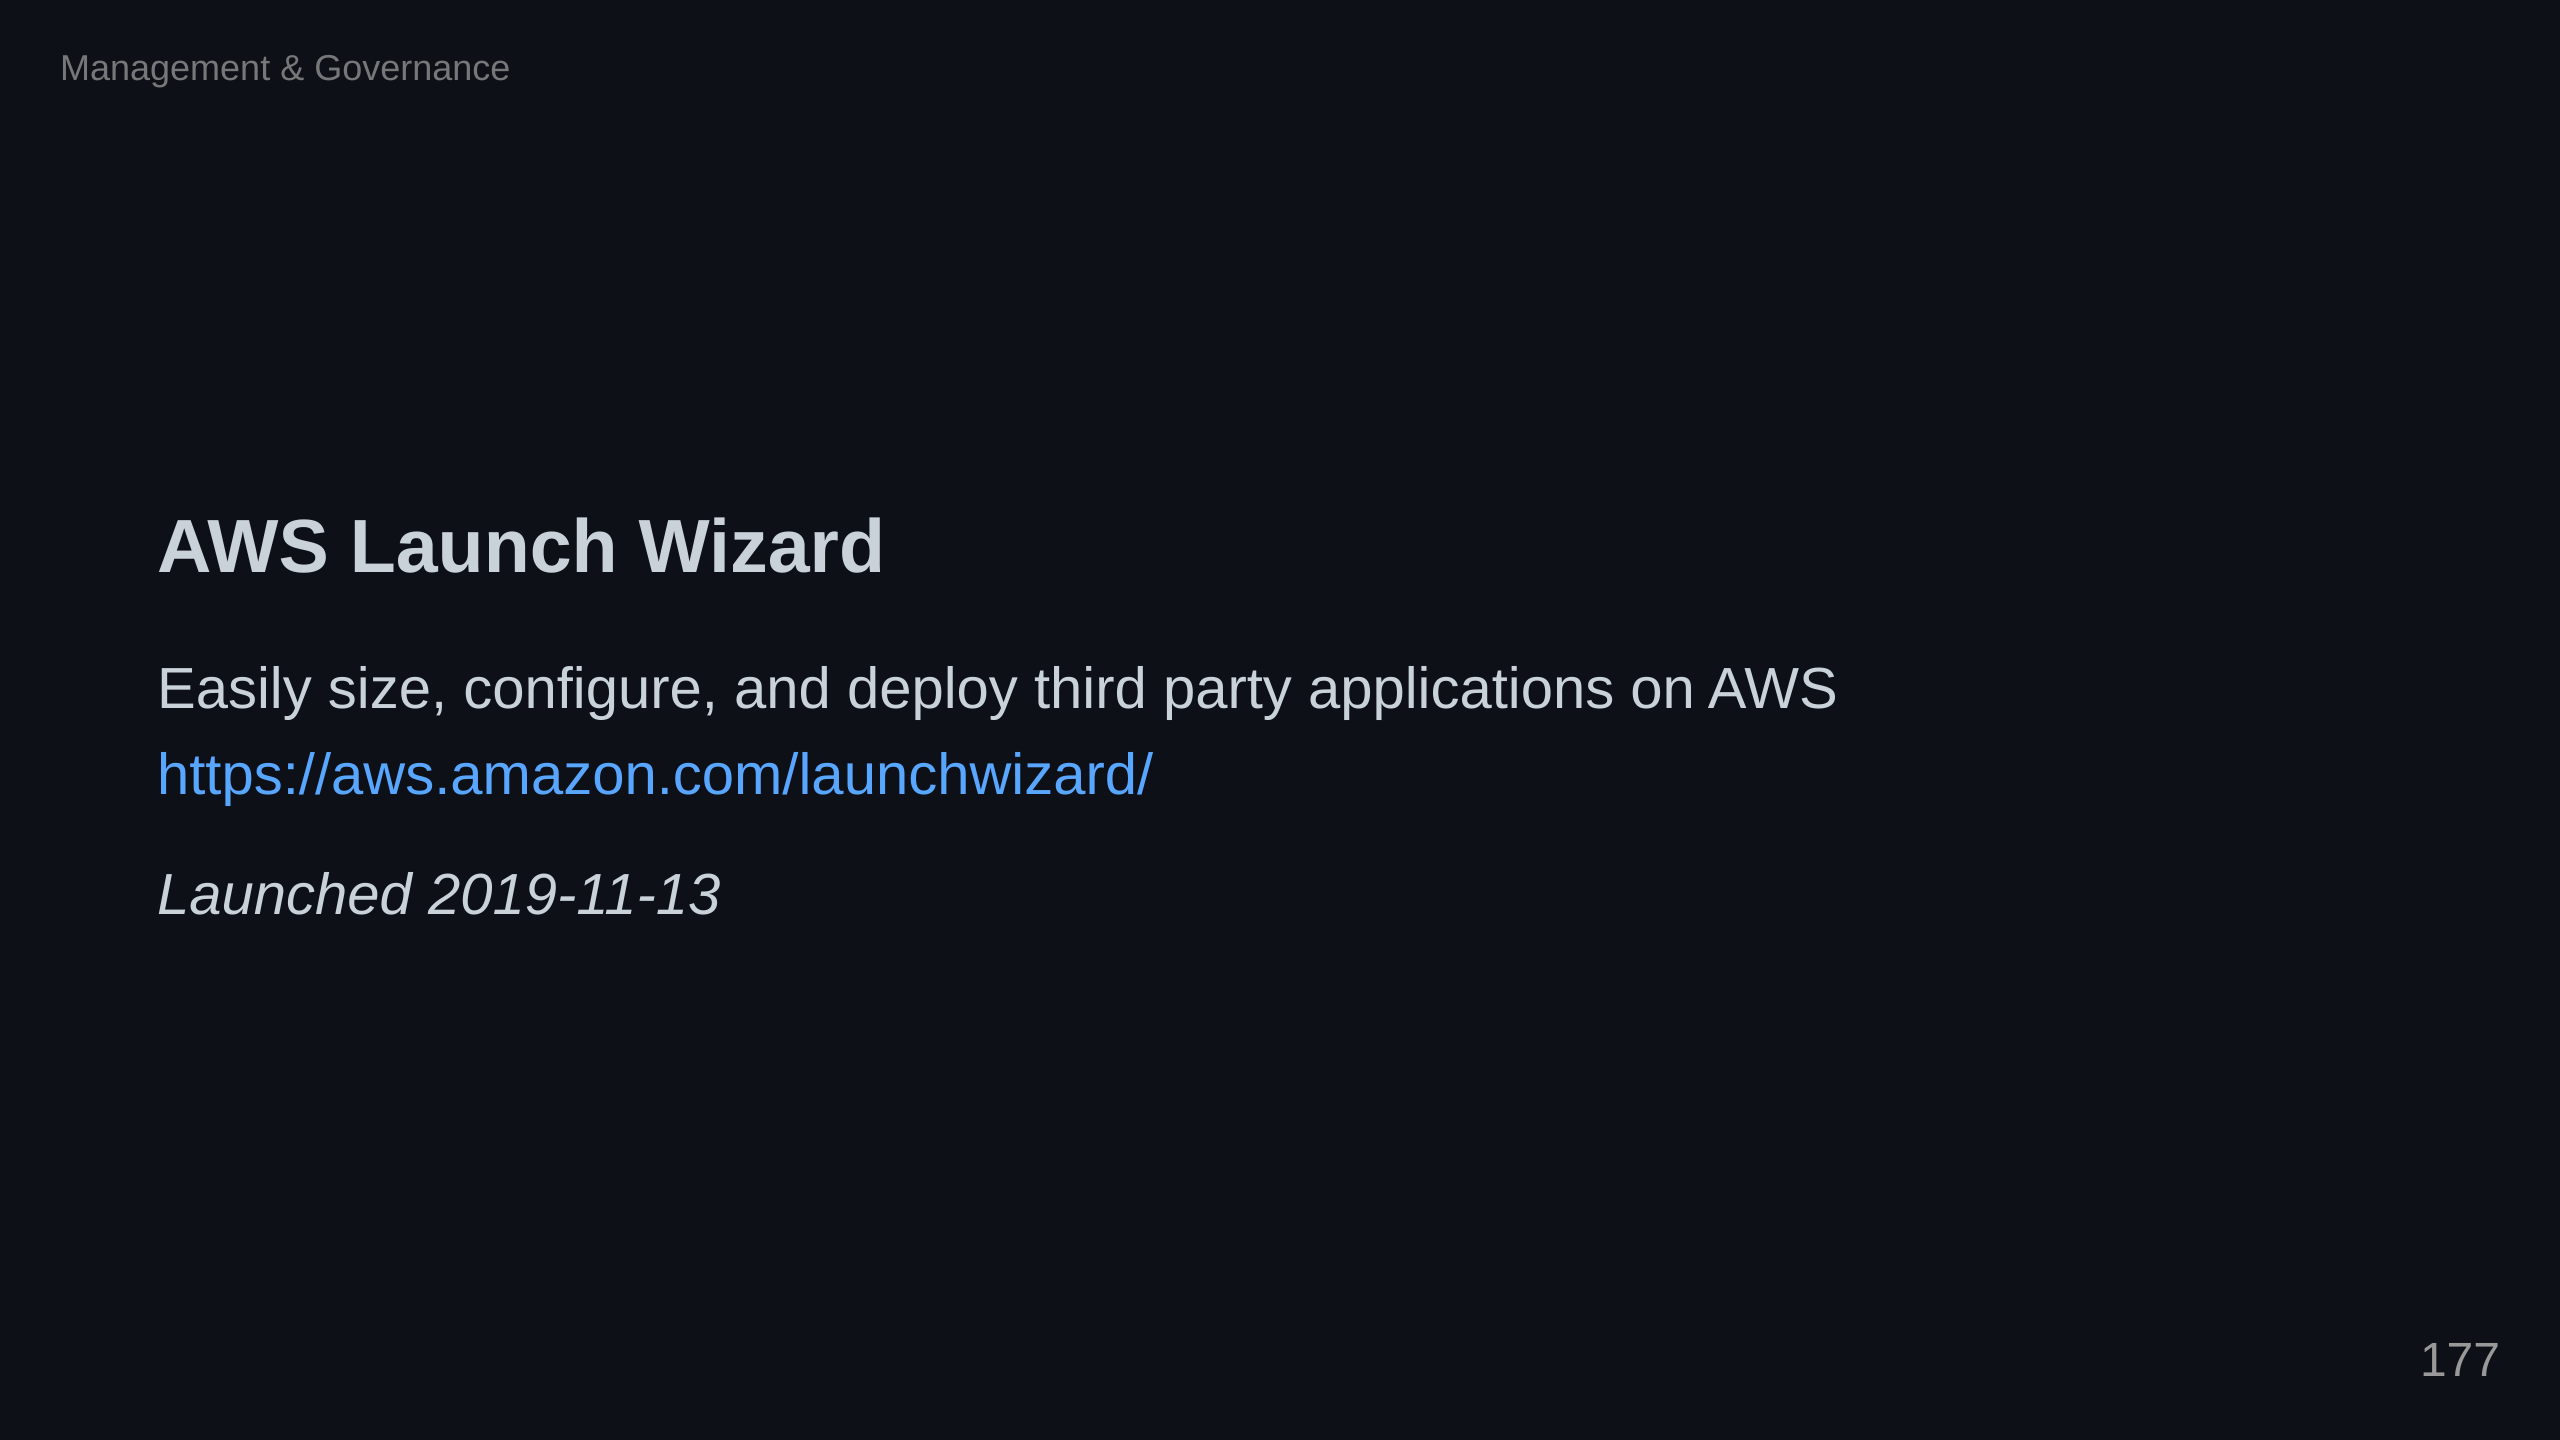 Management & Governance
AWS Launch Wizard
Easily size, configure, and deploy third party applications on AWS
https://aws.amazon.com/launchwizard/
Launched 2019-11-13
177